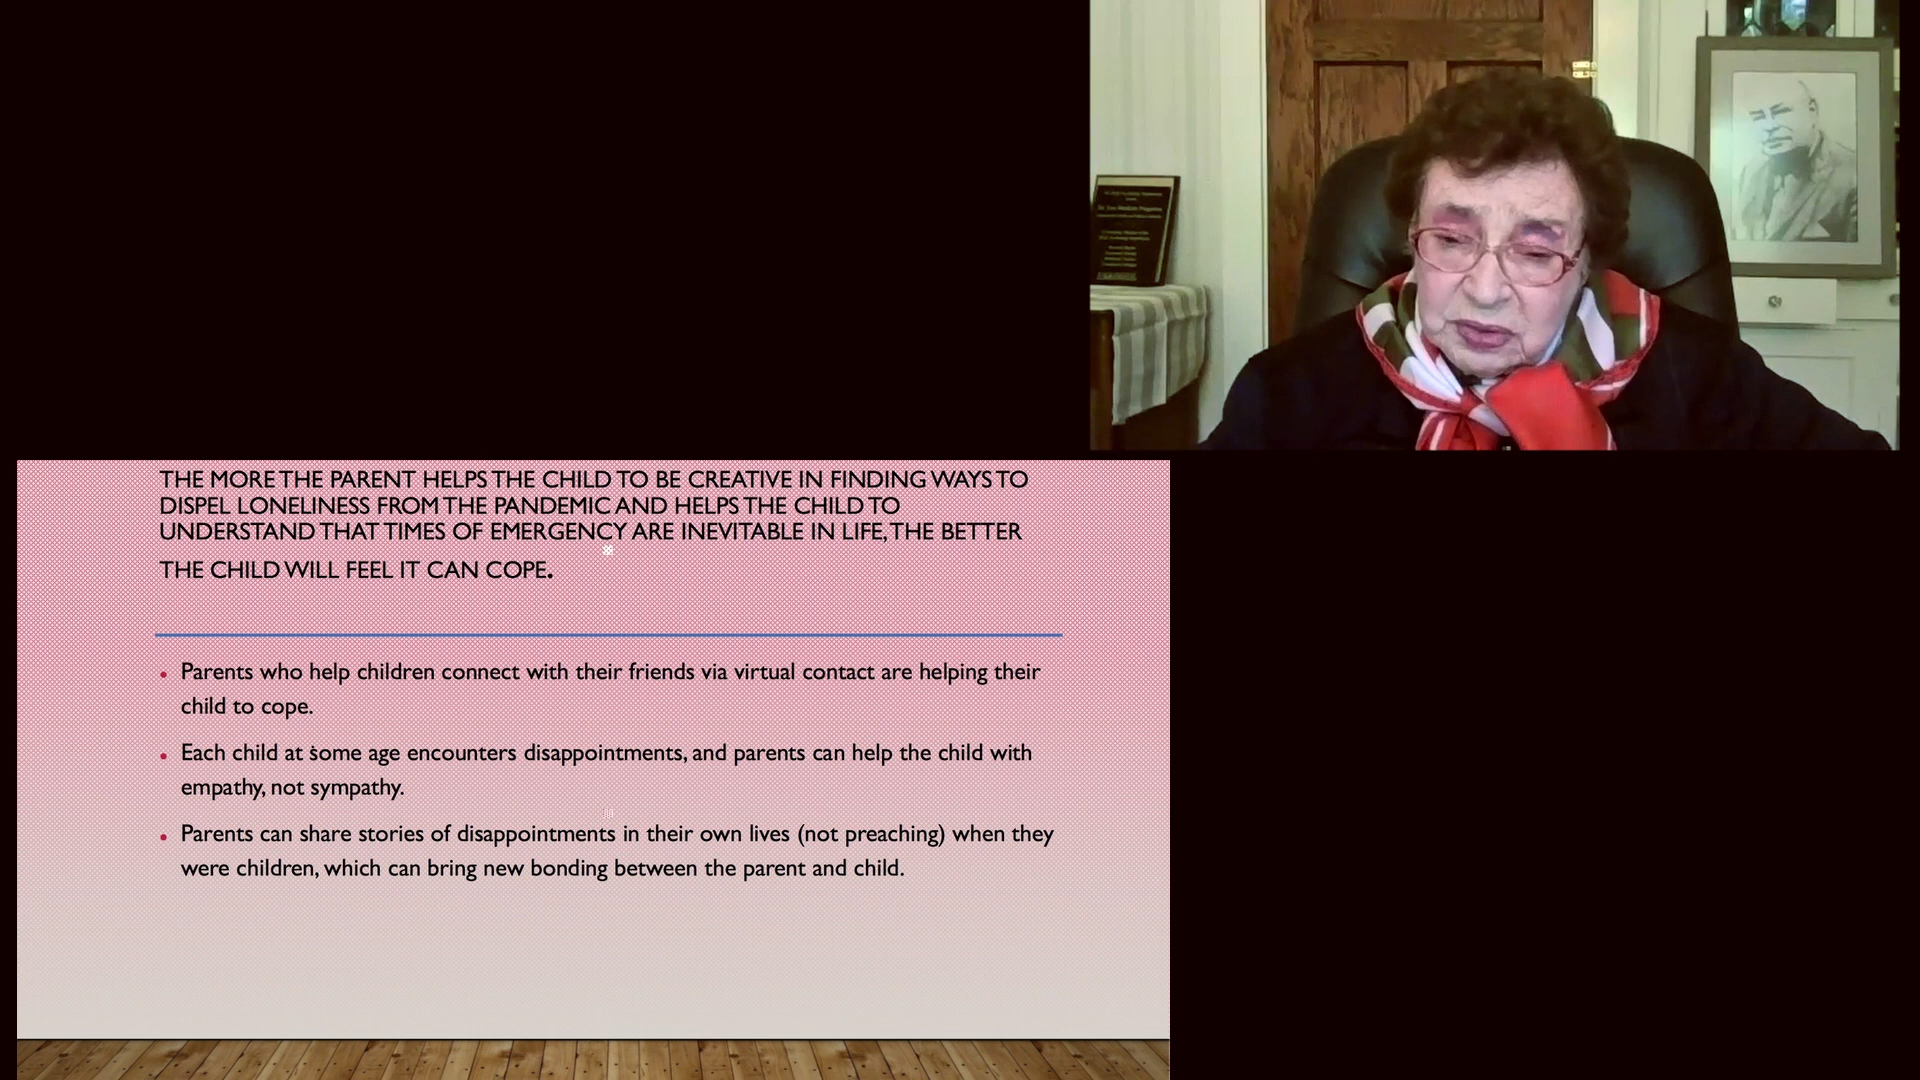 THE MORE THE PARENT HELPS THE CHILD TO BE CREATIVE IN FINDING WAYS TO
DISPEL LONELINESS FROM THE PANDEMIC AND HELPS THE CHILD TO
UNDERSTAND THAT TIMES OF EMERGENCY ARE INEVITABLE IN LIFE, THE BETTER
THE CHILD WILL FEEL IT CAN COPE.
• Parents who help children connect with their friends via virtual contact are helping their
child to cope.
• Each child at some age encounters disappointments, and parents can help the child with
empathy, not sympathy.
• Parents can share stories of disappointments in their own lives (not preaching) when they
were children, which can bring new bonding between the parent and child.